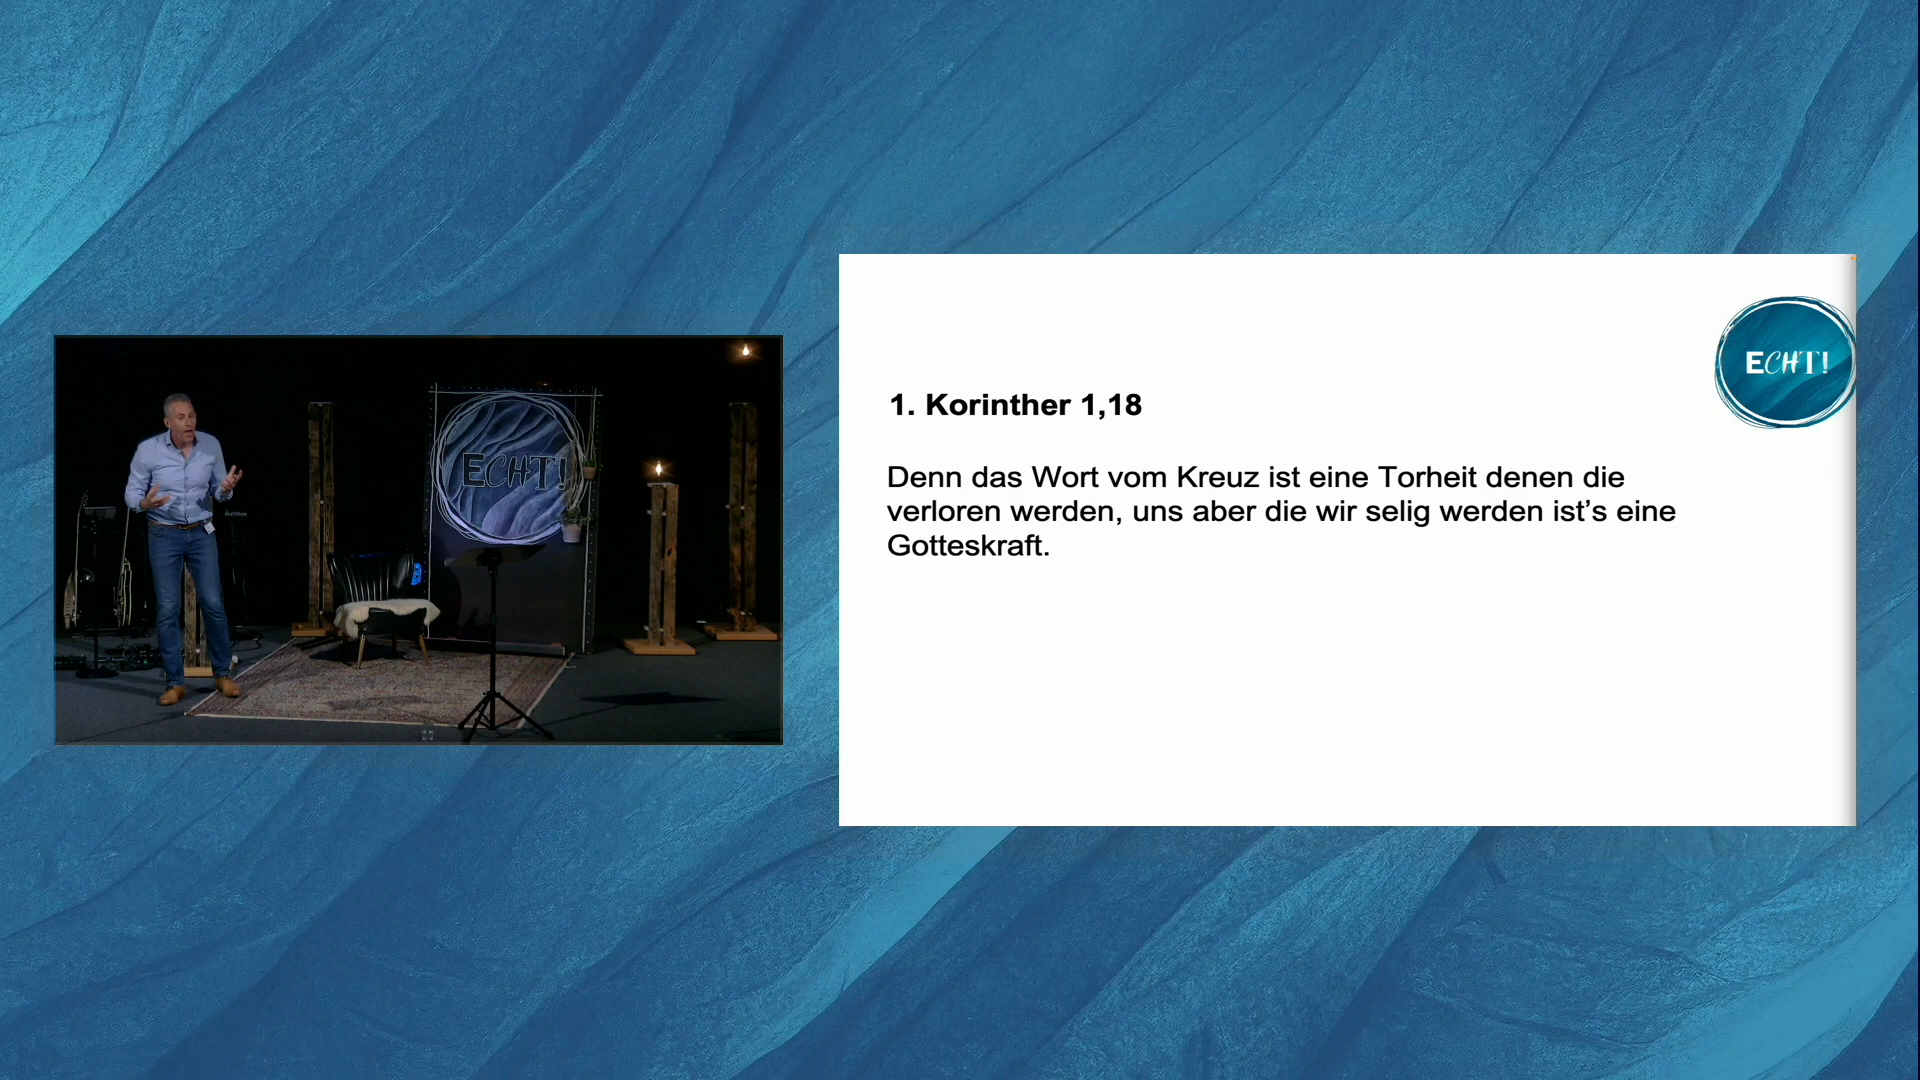 ECHT!
ECHT!
1. Korinther 1,18
Denn das Wort vom Kreuz ist eine Torheit denen die
verloren werden, uns aber die wir selig werden ist’s eine
Gotteskraft.